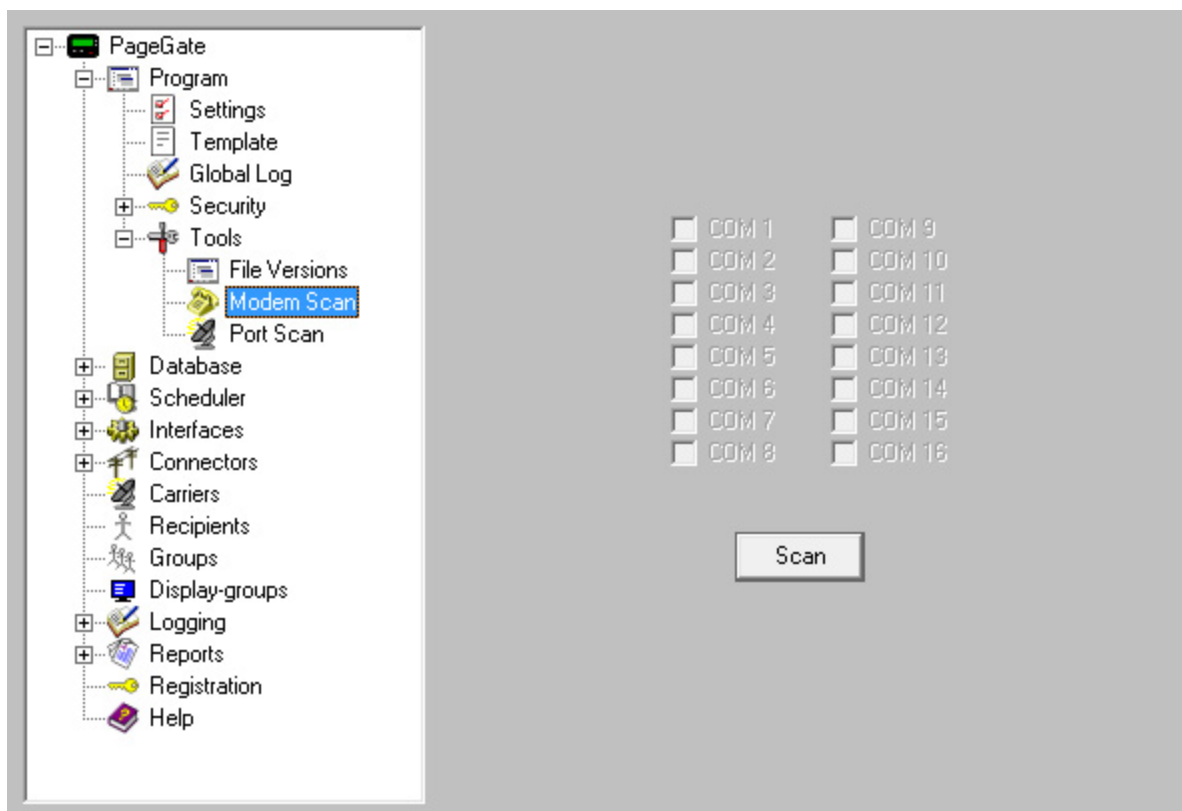 PageGate
Program
Settings
Template
Global Log
Security
Tools
File Versions
Modem Scan
Port Scan
Database
Scheduler
Interfaces
Connectors
Carriers
Recipients
Groups
Display-groups
Logging
Reports
Registration
Help
COM 1
COM 2
COM 3
COM 4
COM 5
COM 6
COM 7
COM 8
COM 9
COM 10
COM 11
COM 12
COM 13
COM 14
COM 15
COM 16
Scan